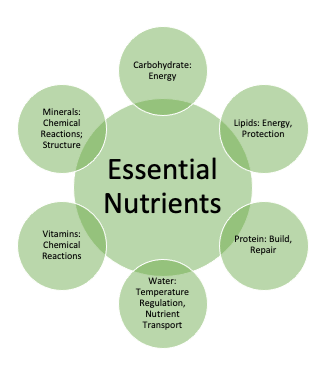 Carbohydrate:
Energy
Minerals:
Chemical
Reactions;
Structure
Lipids: Energy,
Protection
Essential
Nutrients
Vitamins:
Chemical
Reactions
Protein: Build,
Repair
Water:
Temperature
Regulation,
Nutrient
Transport